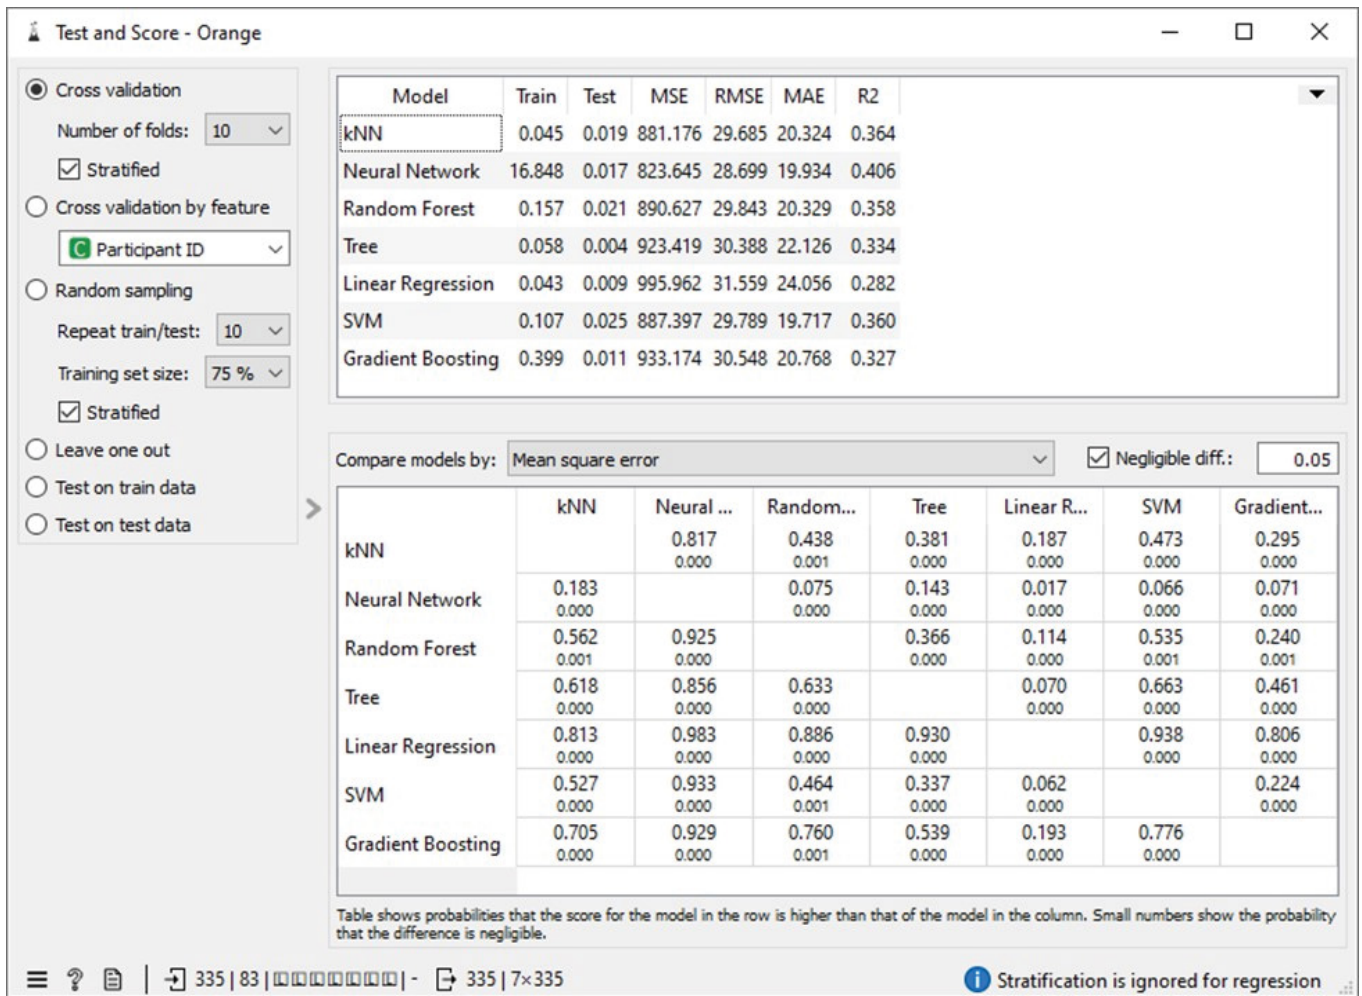 Test and Score - Orange
Cross validation
Number of folds: 10
Stratified
Cross validation by feature
C Participant ID
Random sampling
Repeat train/test: 10
Training set size: 75 %
Stratified
Leave one out
Test on train data
Test on test data
Model Train Test MSE RMSE MAE R2
kNN 0.045 0.019 881.176 29.685 20.324 0.364
Neural Network 16.848 0.017 823.645 28.699 19.934 0.406
Random Forest 0.157 0.021 890.627 29.843 20.329 0.358
Tree 0.058 0.004 923.419 30.388 22.126 0.334
Linear Regression 0.043 0.009 995.962 31.559 24.056 0.282
SVM 0.107 0.025 887.397 29.789 19.717 0.360
Gradient Boosting 0.399 0.011 933.174 30.548 20.768 0.327
Compare models by: Mean square error Negligible diff.: 0.05
kNN Neural ... Random... Tree Linear R... SVM Gradient...
kNN 0.817 0.438 0.381 0.187 0.473 0.295
0.000 0.001 0.000 0.000 0.000 0.000
Neural Network 0.183 0.075 0.143 0.017 0.066 0.071
0.000 0.000 0.000 0.000 0.000 0.000
Random Forest 0.562 0.925 0.366 0.114 0.535 0.240
0.001 0.000 0.000 0.000 0.001 0.001
Tree 0.618 0.856 0.633 0.070 0.663 0.461
0.000 0.000 0.000 0.000 0.000 0.000
Linear Regression 0.813 0.983 0.886 0.930 0.938 0.806
0.000 0.000 0.000 0.000 0.000 0.000
SVM 0.527 0.933 0.464 0.337 0.062 0.224
0.000 0.000 0.001 0.000 0.000 0.000
Gradient Boosting 0.705 0.929 0.760 0.539 0.193 0.776
0.000 0.000 0.001 0.000 0.000 0.000
Table shows probabilities that the score for the model in the row is higher than that of the model in the column. Small numbers show the probability
that the difference is negligible.
335 | 83 | | - 335 | 7×335
Stratification is ignored for regression